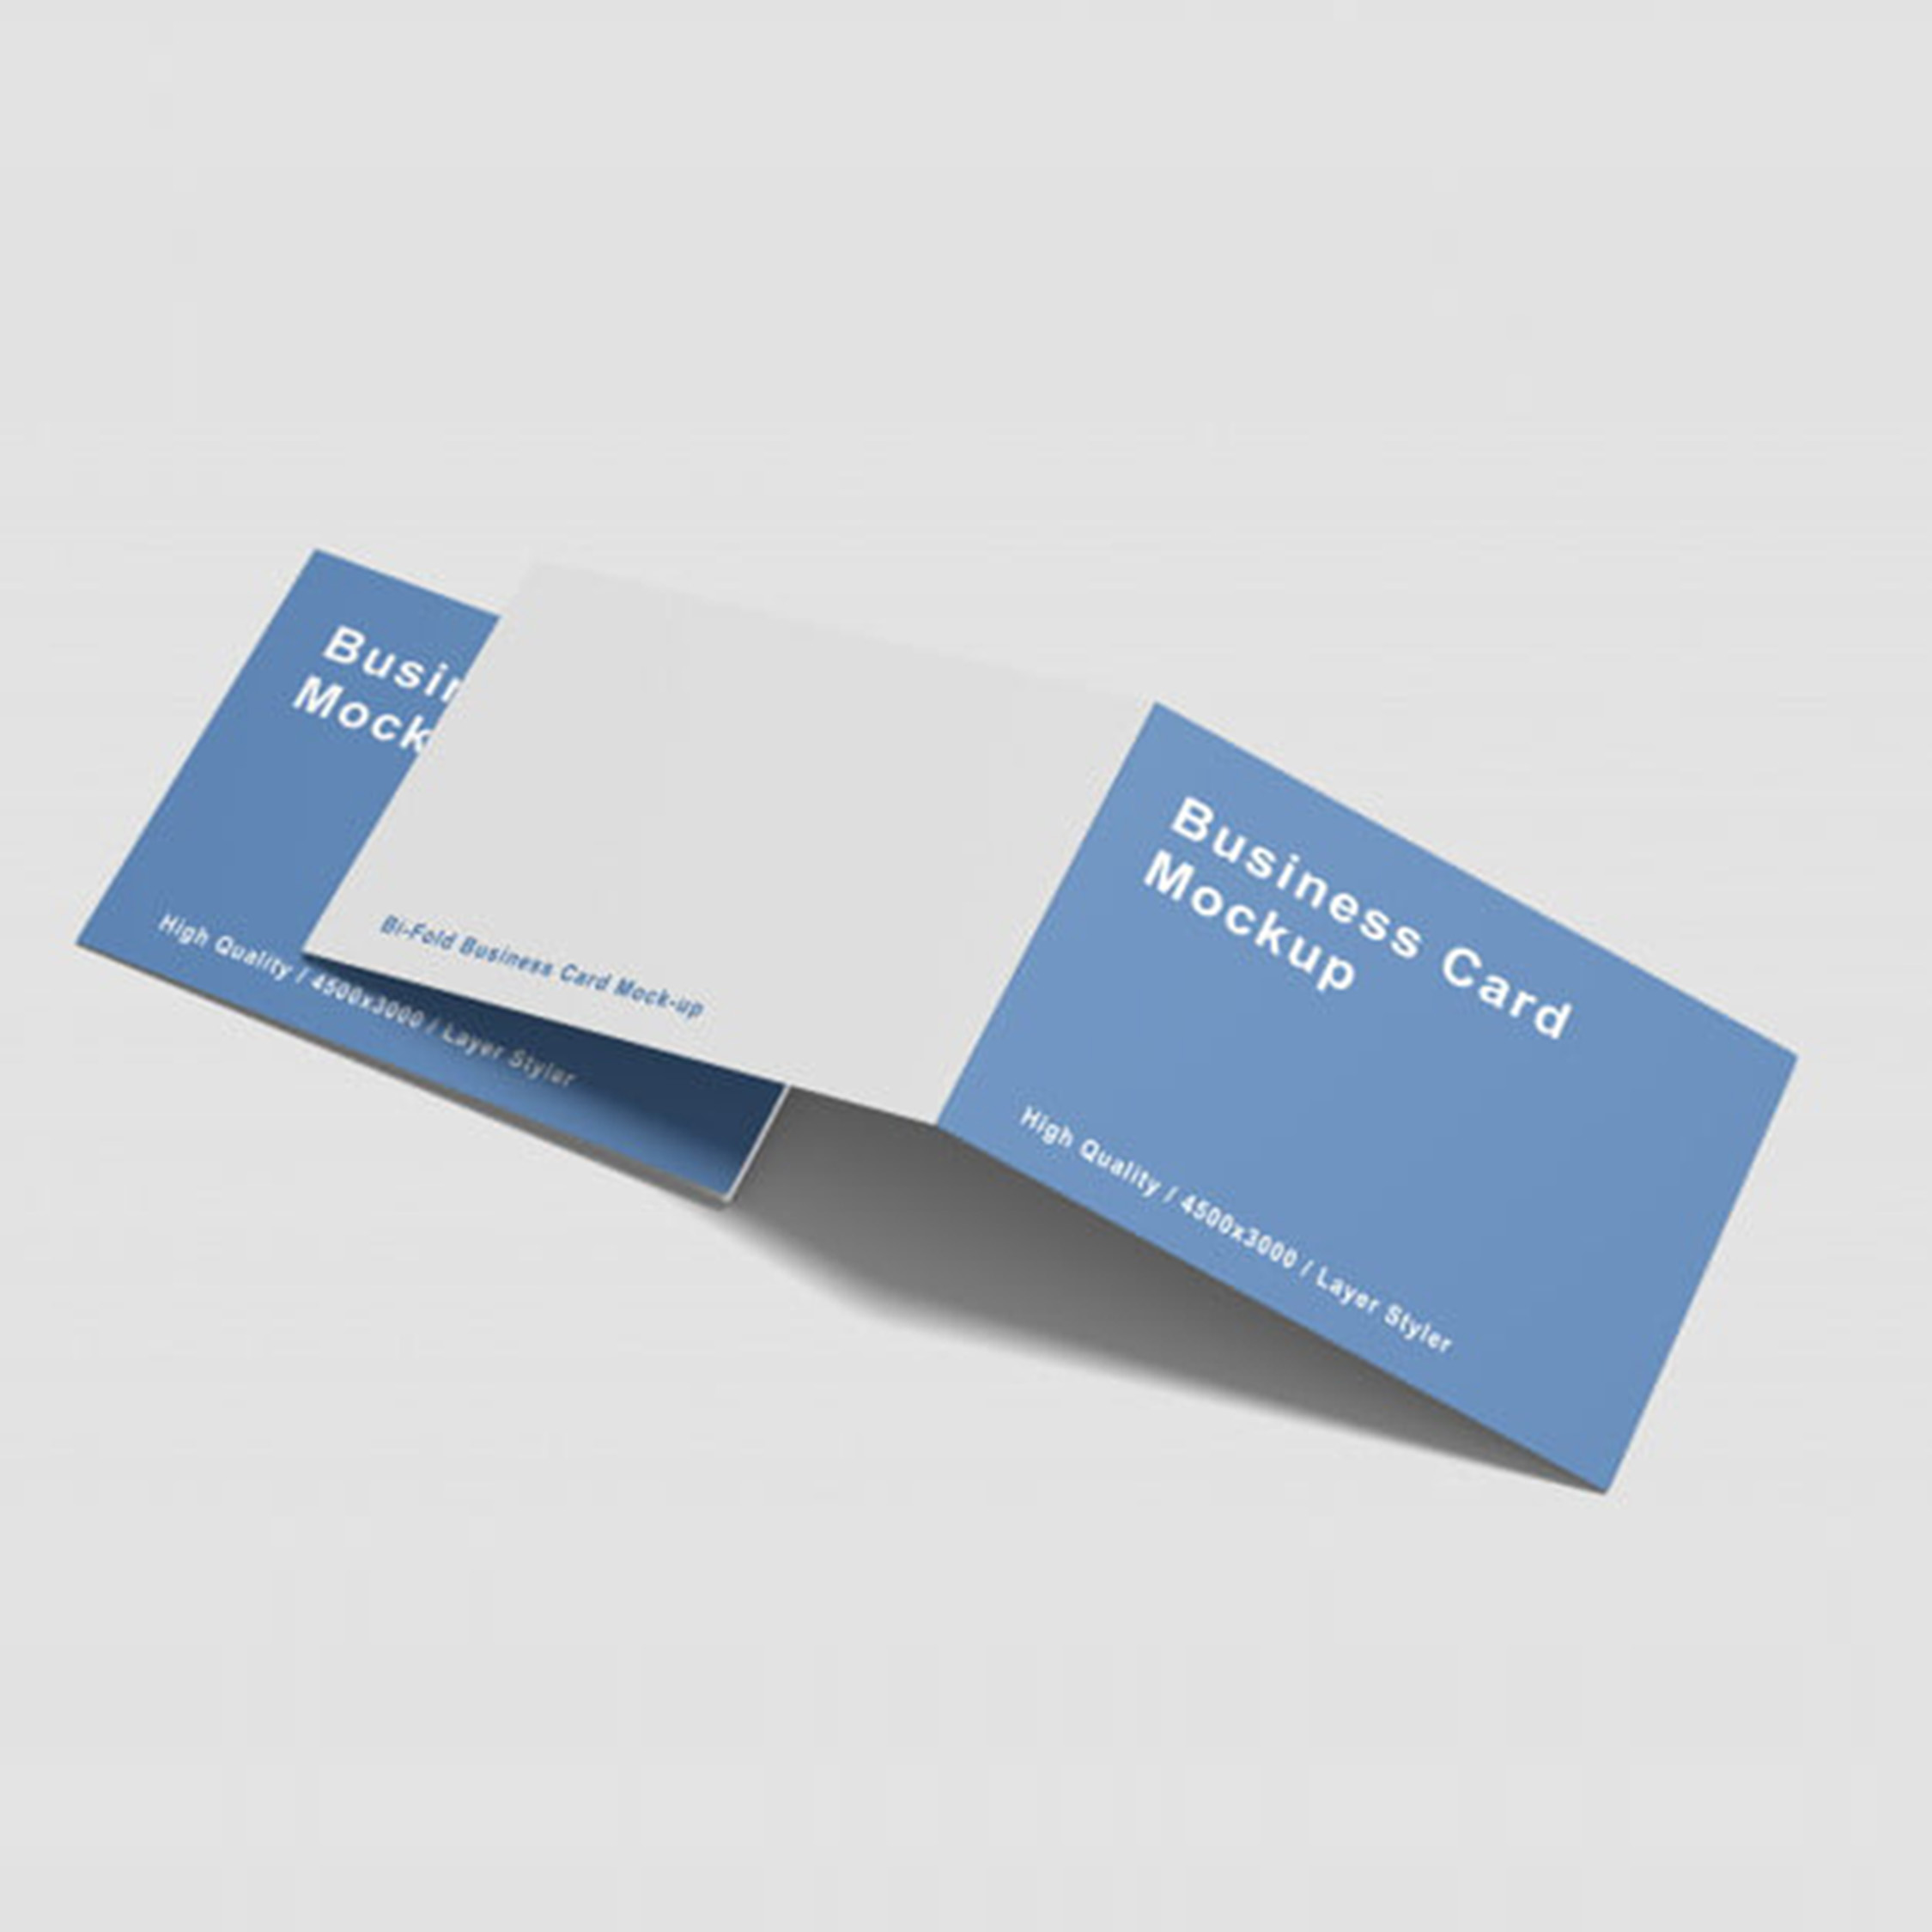 Busin
Mock
High Quality / 4500x3000 / Layer Styler
Bi-Fold Business Card Mock-up
Business Card
Mockup
High Quality / 4500x3000 / Layer Styler